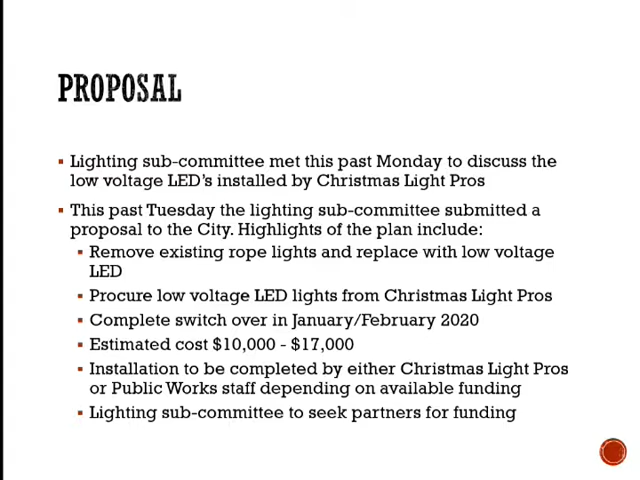 PROPOSAL
▪ Lighting sub-committee met this past Monday to discuss the
low voltage LED's installed by Christmas Light Pros
▪ This past Tuesday the lighting sub-committee submitted a
proposal to the City. Highlights of the plan include:
▪ Remove existing rope lights and replace with low voltage
LED
▪ Procure low voltage LED lights from Christmas Light Pros
▪ Complete switch over in January/February 2020
▪ Estimated cost $10,000 - $17,000
▪ Installation to be completed by either Christmas Light Pros
or Public Works staff depending on available funding
▪ Lighting sub-committee to seek partners for funding